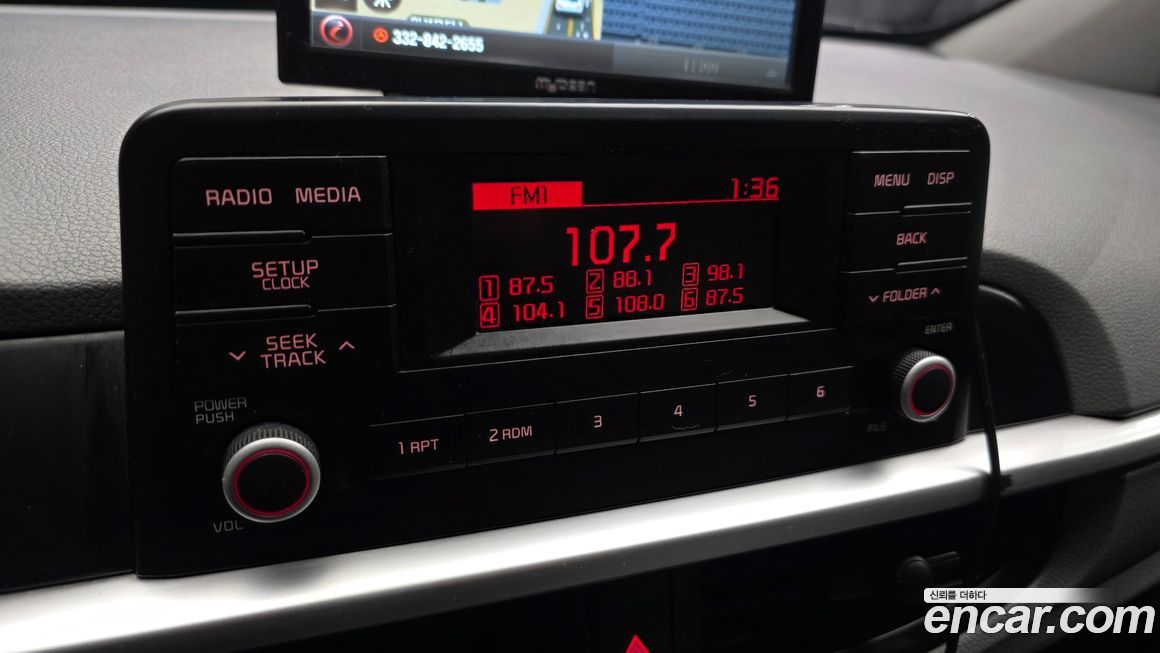 332-842-2655
RADIO MEDIA
SETUP
CLOCK
SEEK
TRACK
POWER
PUSH
VOL
FM1 1:36
107.7
1 87.5 2 88.1 3 98.1
4 104.1 5 108.0 6 87.5
1 RPT 2 RDM 3 4 5 6
MENU DISP
BACK
FOLDER
ENTER
FILE
신뢰를 더하다
encar.com